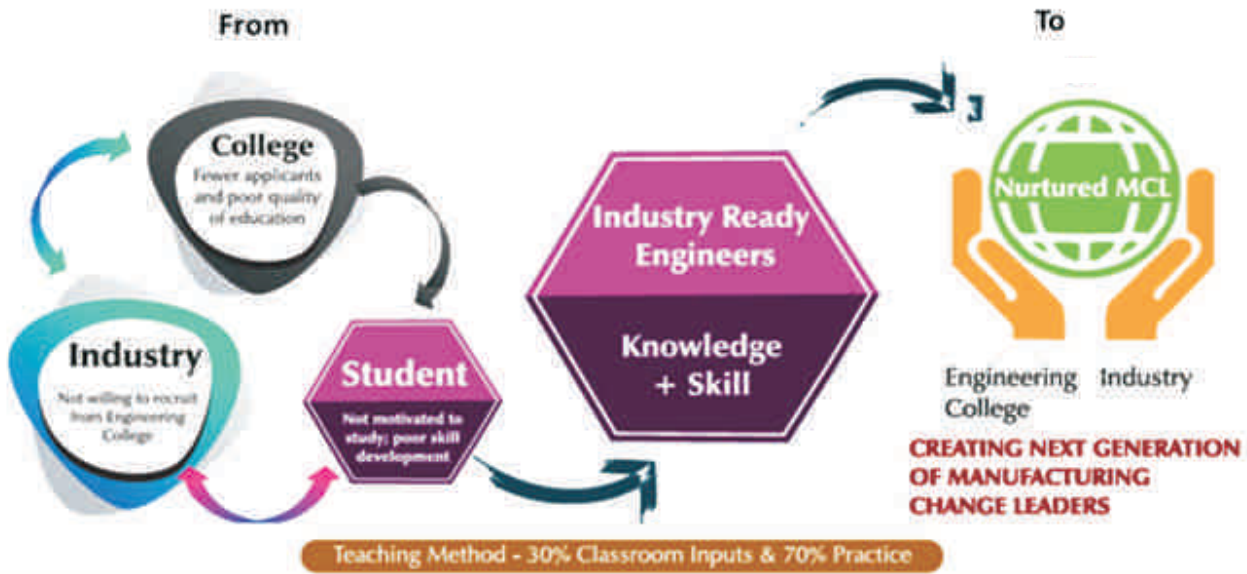 From
To
College
Fewer applicants
and poor quality
of education
Industry
Not willing to recruit
from Engineering
College
Student
Not motivated to
study; poor skill
development
Industry Ready
Engineers
Knowledge
+ Skill
Nurtured MCL
Engineering
College
Industry
CREATING NEXT GENERATION
OF MANUFACTURING
CHANGE LEADERS
Teaching Method - 30% Classroom Inputs & 70% Practice